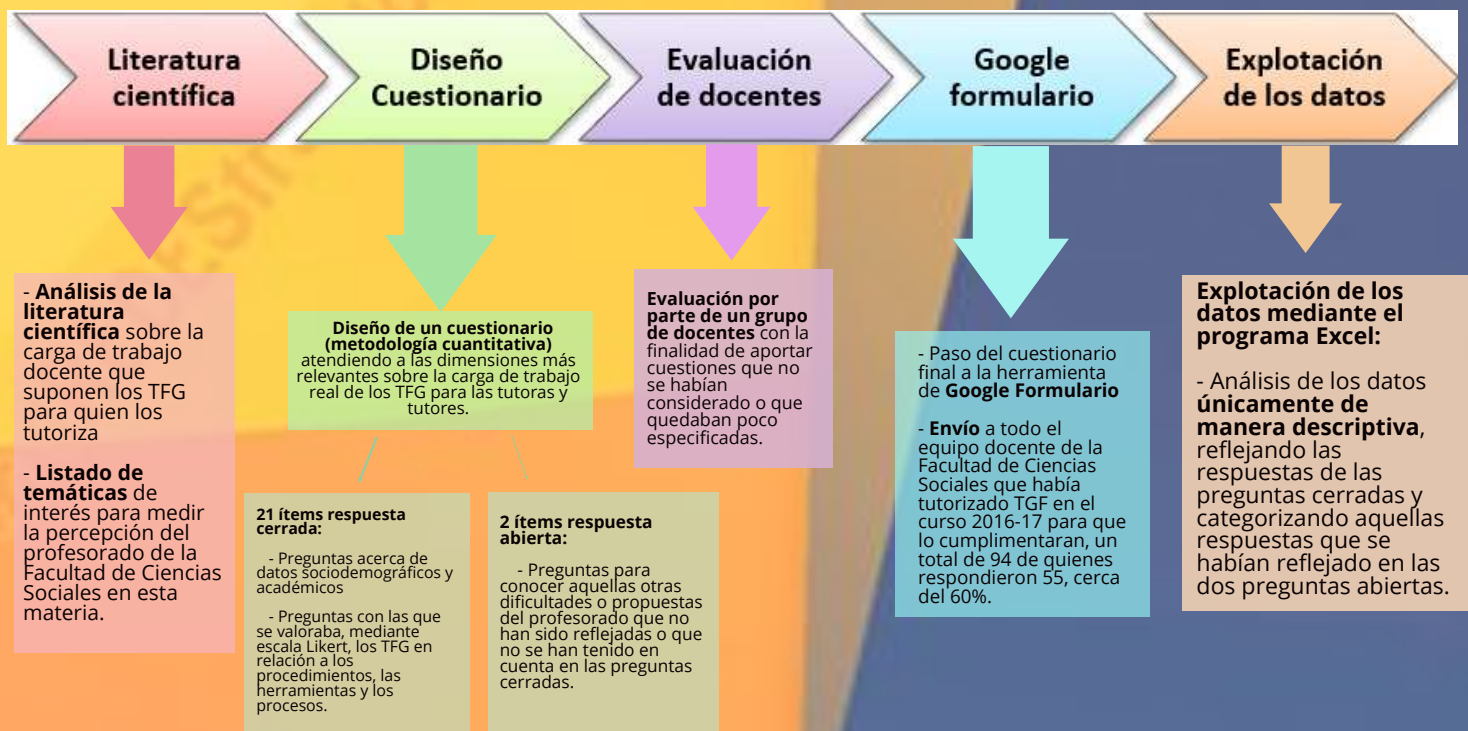 Literatura
científica
Diseño
Cuestionario
Evaluación
de docentes
Google
formulario
Explotación
de los datos
- Análisis de la
literatura
científica sobre la
carga de trabajo
docente que
suponen los TFG
para quien los
tutoriza
- Listado de
temáticas de
interés para medir
la percepción del
profesorado de la
Facultad de Ciencias
Sociales en esta
materia.
Diseño de un cuestionario
(metodología cuantitativa)
atendiendo a las dimensiones más
relevantes sobre la carga de trabajo
real de los TFG para las tutoras y
tutores.
21 ítems respuesta
cerrada:
- Preguntas acerca de
datos sociodemográficos y
académicos
- Preguntas con las que
se valoraba, mediante
escala Likert, los TFG en
relación a los
procedimientos, las
herramientas y los
procesos.
2 ítems respuesta
abierta:
- Preguntas para
conocer aquellas otras
dificultades o propuestas
del profesorado que no
han sido reflejadas o que
no se han tenido en
cuenta en las preguntas
cerradas.
Evaluación por
parte de un grupo
de docentes con la
finalidad de aportar
cuestiones que no
se habían
considerado o que
quedaban poco
especificadas.
- Paso del cuestionario
final a la herramienta
de Google Formulario
- Envío a todo el
equipo docente de la
Facultad de Ciencias
Sociales que había
tutorizado TGF en el
curso 2016-17 para que
lo cumplimentaran, un
total de 94 de quienes
respondieron 55, cerca
del 60%.
Explotación de los
datos mediante el
programa Excel:
- Análisis de los datos
únicamente de
manera descriptiva,
reflejando las
respuestas de las
preguntas cerradas y
categorizando aquellas
respuestas que se
habían reflejado en las
dos preguntas abiertas.